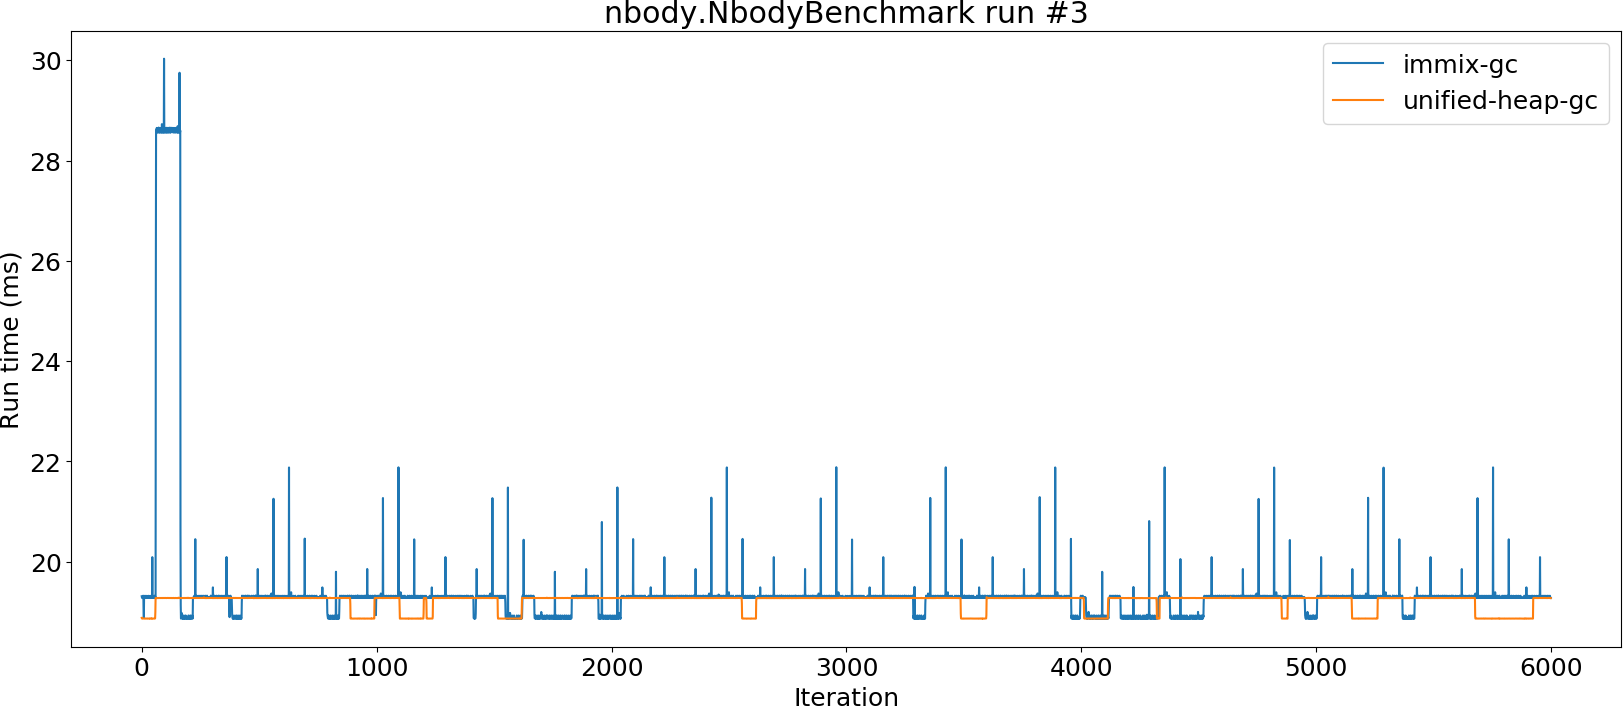 nbody.NbodyBenchmark run #3
immix-gc
unified-heap-gc
Run time (ms)
30
28
26
24
22
20
0 1000 2000 3000 4000 5000 6000
Iteration